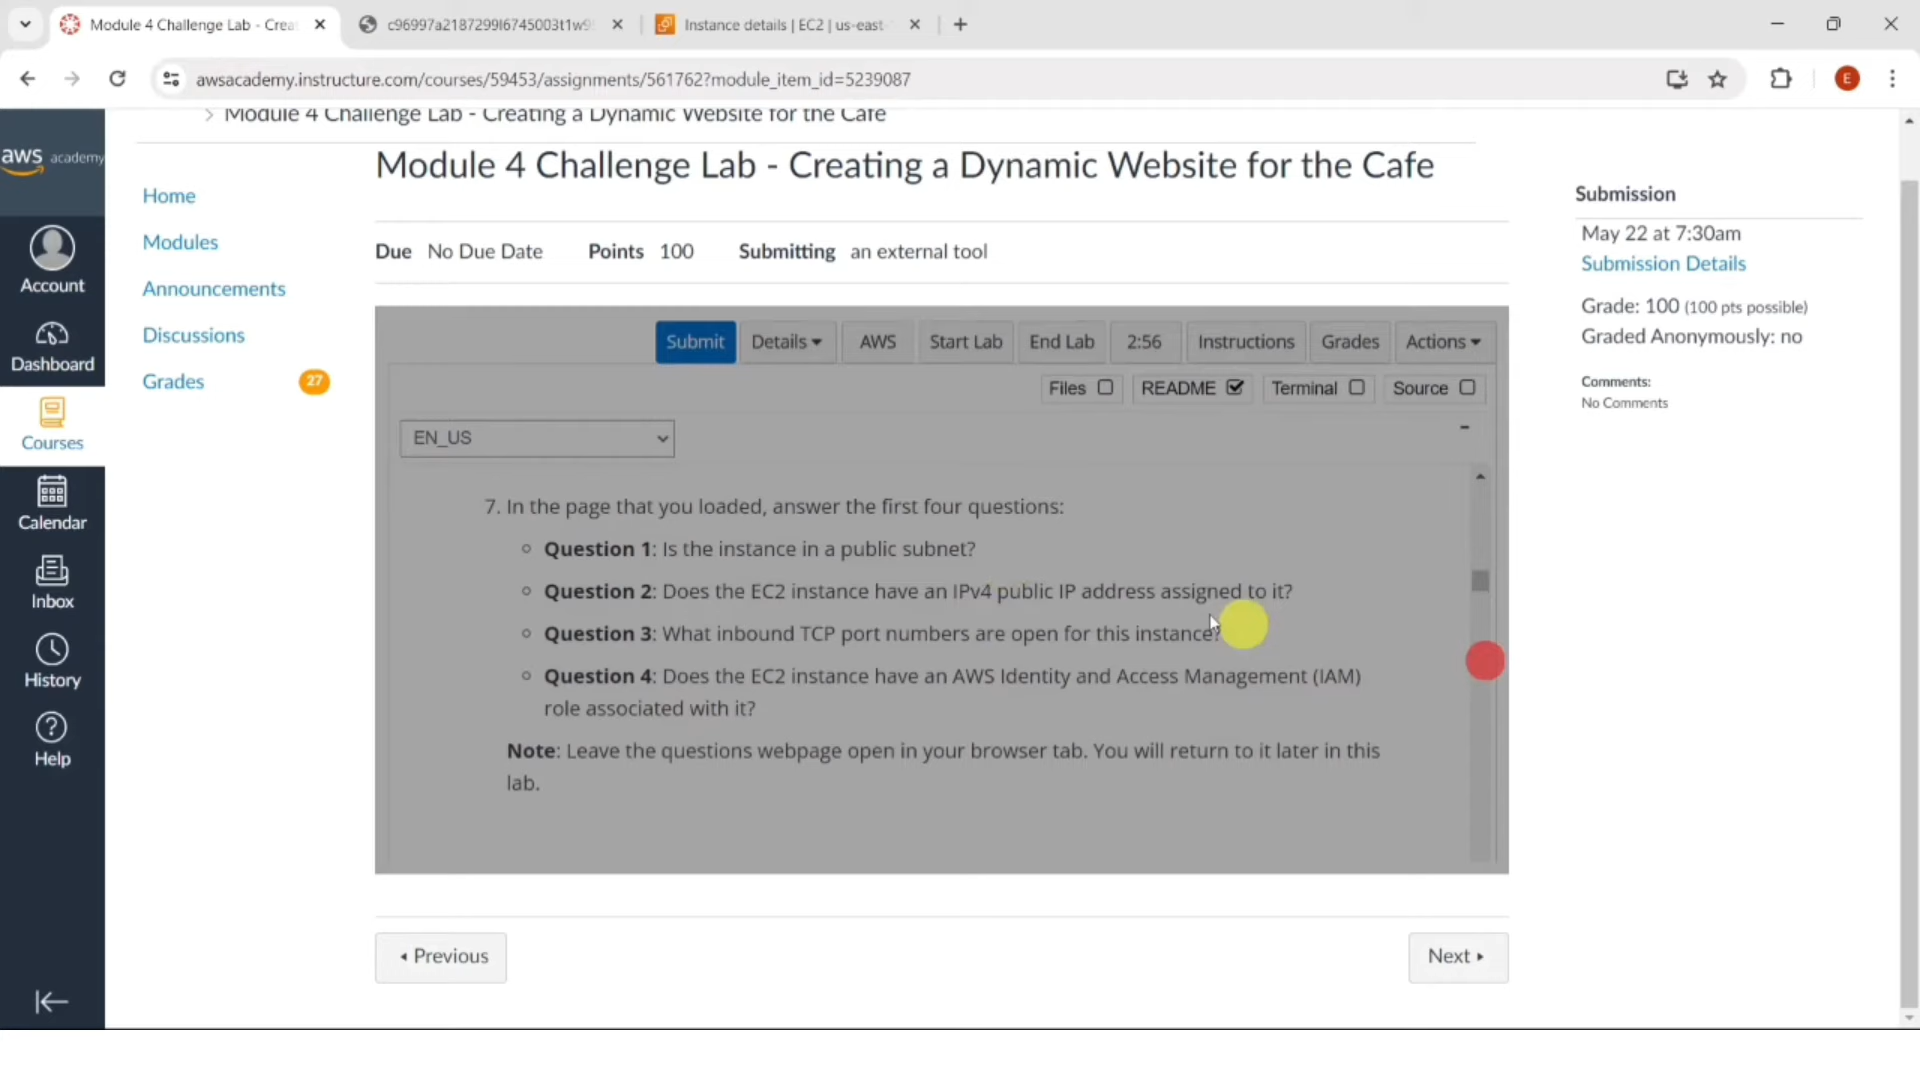 Module 4 Challenge Lab - Crea
c96997a2187299l6745003t1w9
Instance details | EC2 | us-east-
awsacademy.instructure.com/courses/59453/assignments/561762?module_item_id=5239087
E
> Module 4 Challenge Lab - Creating a Dynamic Website for the Cafe
aws academy
Account
Dashboard
Courses
Calendar
Inbox
History
Help
Home
Modules
Announcements
Discussions
Grades 27
Module 4 Challenge Lab - Creating a Dynamic Website for the Cafe
Due No Due Date Points 100 Submitting an external tool
Submit Details AWS Start Lab End Lab 2:56 Instructions Grades Actions
Files README Terminal Source
EN_US
7. In the page that you loaded, answer the first four questions:
Question 1: Is the instance in a public subnet?
Question 2: Does the EC2 instance have an IPv4 public IP address assigned to it?
Question 3: What inbound TCP port numbers are open for this instance?
Question 4: Does the EC2 instance have an AWS Identity and Access Management (IAM)
role associated with it?
Note: Leave the questions webpage open in your browser tab. You will return to it later in this
lab.
Previous
Next
Submission
May 22 at 7:30am
Submission Details
Grade: 100 (100 pts possible)
Graded Anonymously: no
Comments:
No Comments